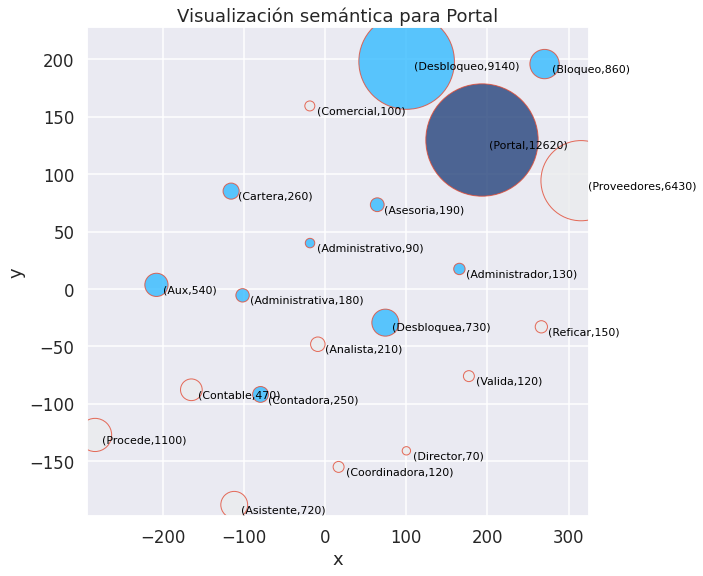 Visualización semántica para Portal
200
(Desbloqueo,9140)
(Bloqueo,860)
150
(Comercial,100)
(Portal,12620)
100
(Proveedores,6430)
(Cartera,260)
(Asesoria,190)
50
(Administrativo,90)
y
0
(Aux,540)
(Administrativa,180)
(Administrador,130)
(Desbloquea,730)
(Reficar,150)
−50
(Analista,210)
(Valida,120)
(Contable,470)
(Contadora,250)
−100
(Procede,1100)
(Director,70)
−150
(Coordinadora,120)
(Asistente,720)
−200 −100 0 100 200 300
x